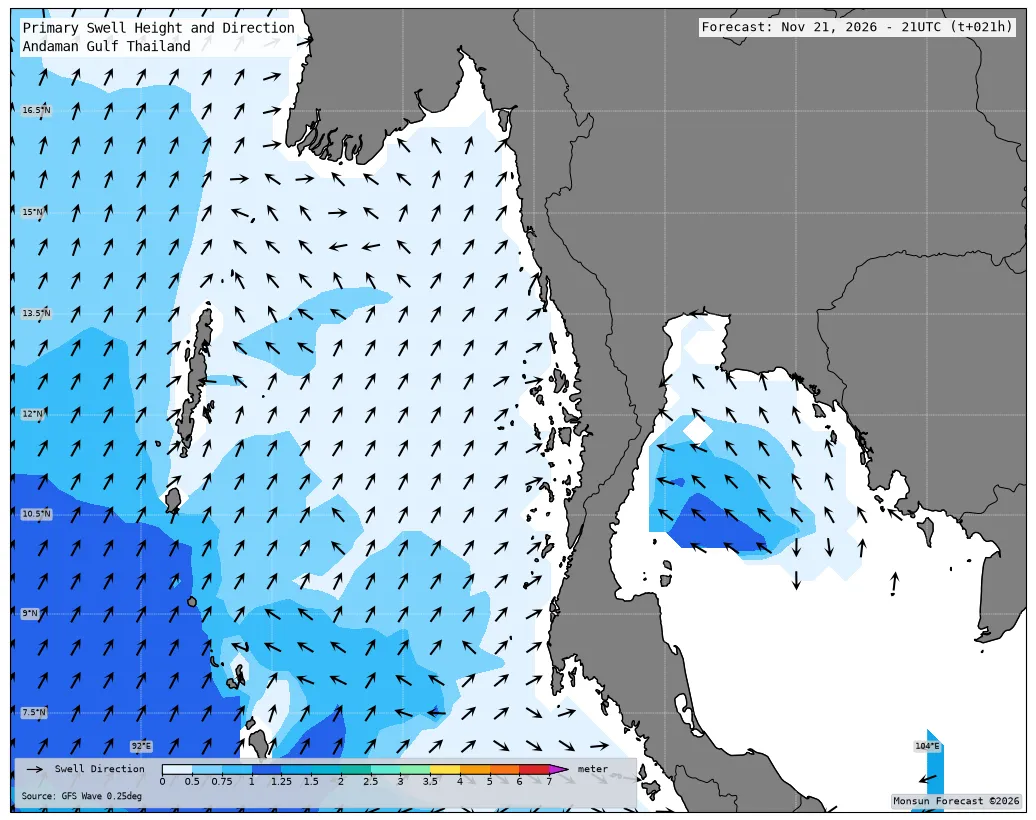 Primary Swell Height and Direction
Andaman Gulf Thailand
Forecast: Nov 21, 2026 - 21UTC (t+021h)
16.5°N
15°N
13.5°N
12°N
10.5°N
9°N
7.5°N
92°E
104°E
Swell Direction
0 0.5 0.75 1 1.25 1.5 2 2.5 3 3.5 4 5 6 7 meter
Source: GFS Wave 0.25deg
Monsun Forecast ©2026